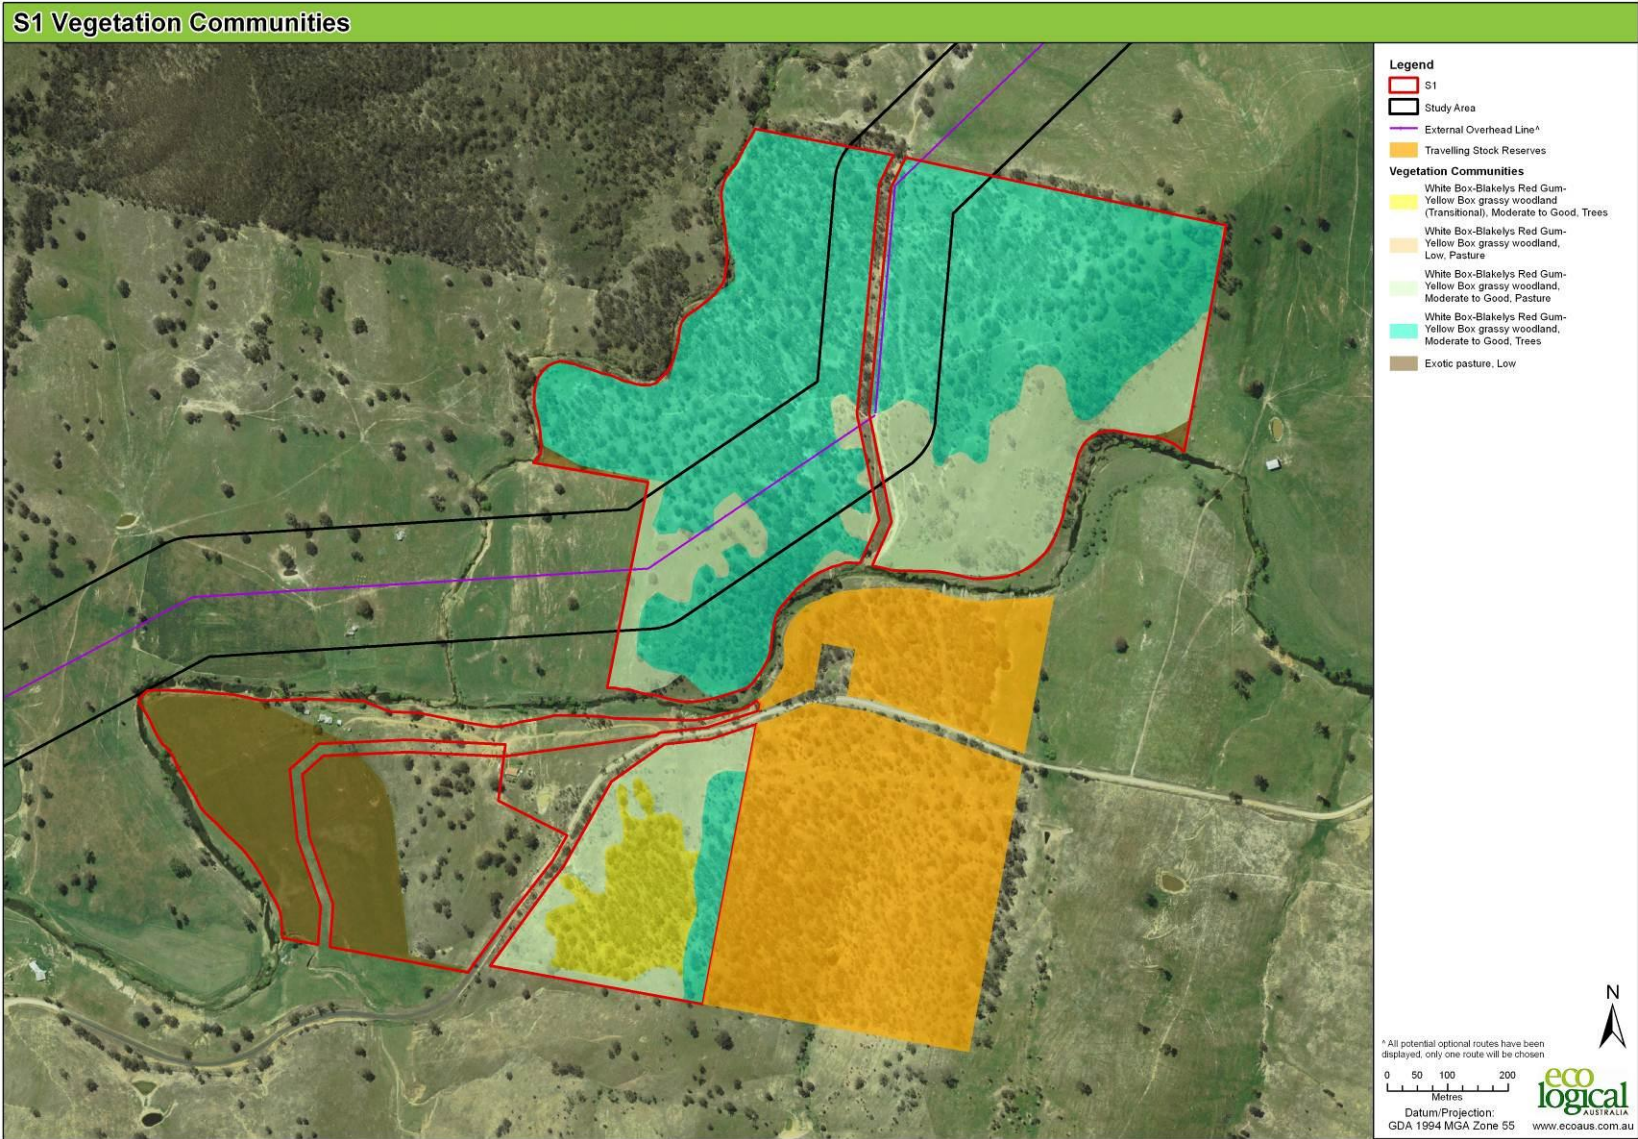 S1 Vegetation Communities
Legend
S1
Study Area
External Overhead Line^
Travelling Stock Reserves
Vegetation Communities
White Box-Blakelys Red Gum-
Yellow Box grassy woodland
(Transitional), Moderate to Good, Trees
White Box-Blakelys Red Gum-
Yellow Box grassy woodland,
Low, Pasture
White Box-Blakelys Red Gum-
Yellow Box grassy woodland,
Moderate to Good, Pasture
White Box-Blakelys Red Gum-
Yellow Box grassy woodland,
Moderate to Good, Trees
Exotic pasture, Low
N
^ All potential optional routes have been
displayed, only one route will be chosen
0 50 100 200
Metres
Datum/Projection:
GDA 1994 MGA Zone 55
eco
logical
AUSTRALIA
www.ecoaus.com.au